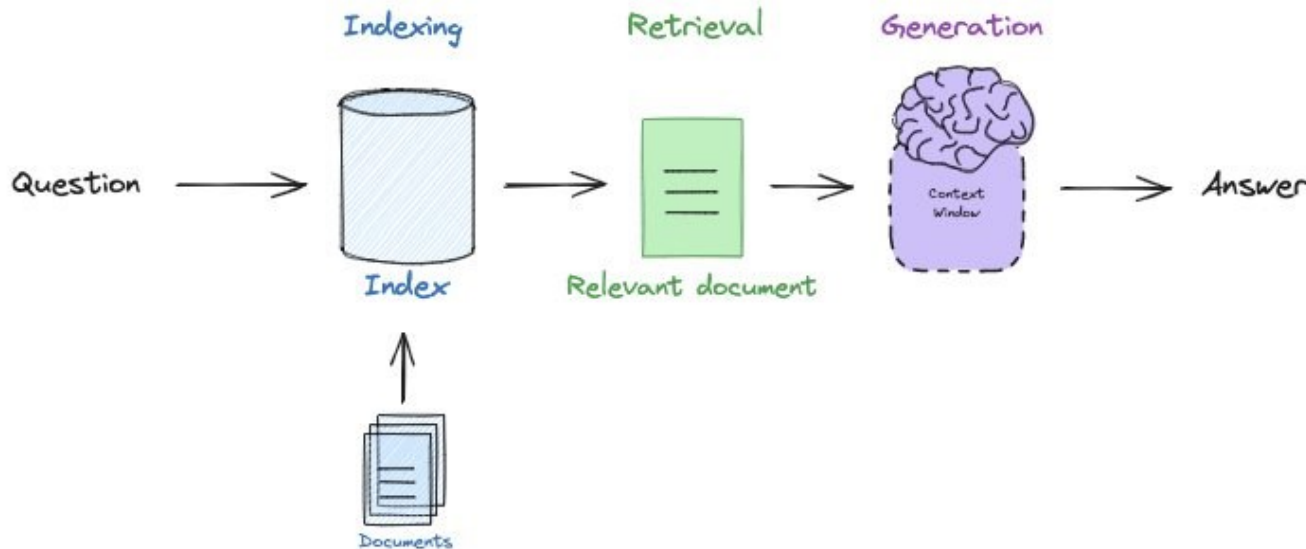 Indexing
Retrieval
Generation
Question
Context
Window
Answer
Index
Relevant document
Documents